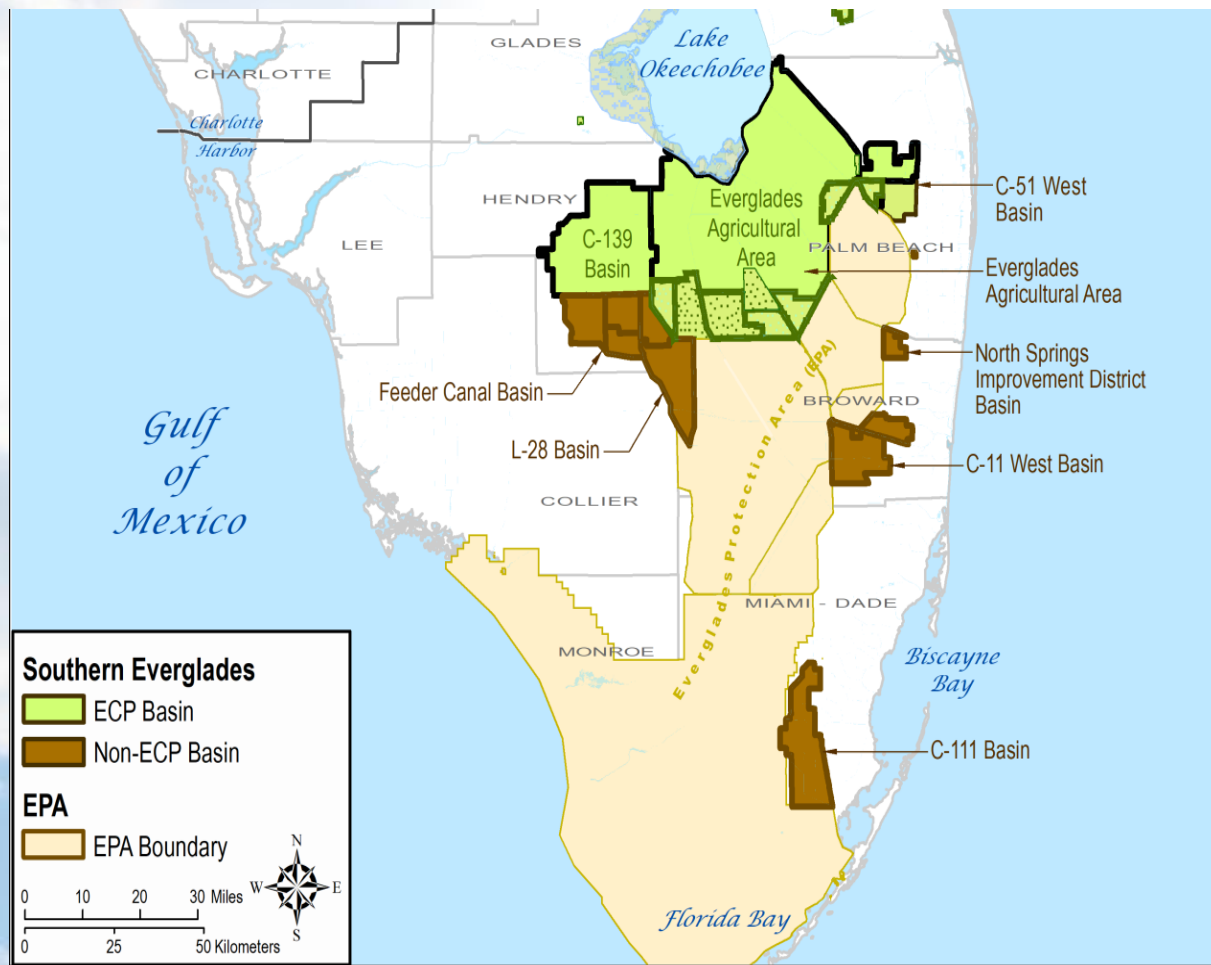 GLADES
Lake
Okeechobee
CHARLOTTE
Charlotte
Harbor
HENDRY
LEE
C-139
Basin
Everglades
Agricultural
Area
C-51 West
Basin
PALM BEACH
Everglades
Agricultural Area
North Springs
Improvement District
Basin
Feeder Canal Basin
L-28 Basin
BROWARD
C-11 West Basin
Everglades Protection Area (EPA)
Gulf
of
Mexico
COLLIER
MIAMI - DADE
MONROE
Biscayne
Bay
C-111 Basin
Florida Bay
Southern Everglades
ECP Basin
Non-ECP Basin
EPA
EPA Boundary
N
W E
S
0 10 20 30 Miles
0 25 50 Kilometers